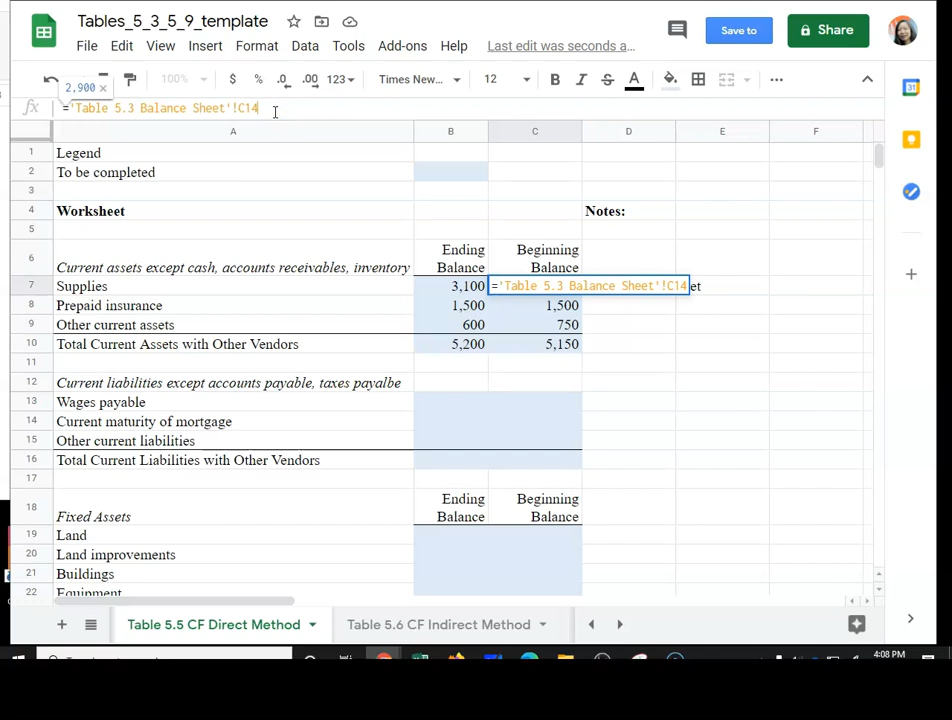 Tables_5_3_5_9_template
File Edit View Insert Format Data Tools Add-ons Help Last edit was seconds a...
Save to
Share
100% $ % .0 .00 123 Times New... 12 B I S A
2,900 ×
fx ='Table 5.3 Balance Sheet'!C14
A B C D E F
1 Legend
2 To be completed
3
4 Worksheet Notes:
5
6 Current assets except cash, accounts receivables, inventory Ending Balance Beginning Balance
7 Supplies 3,100 ='Table 5.3 Balance Sheet'!C14 et
8 Prepaid insurance 1,500 1,500
9 Other current assets 600 750
10 Total Current Assets with Other Vendors 5,200 5,150
11
12 Current liabilities except accounts payable, taxes payalbe
13 Wages payable
14 Current maturity of mortgage
15 Other current liabilities
16 Total Current Liabilities with Other Vendors
17
18 Fixed Assets Ending Balance Beginning Balance
19 Land
20 Land improvements
21 Buildings
22 Equipment
Table 5.5 CF Direct Method Table 5.6 CF Indirect Method
4:08 PM